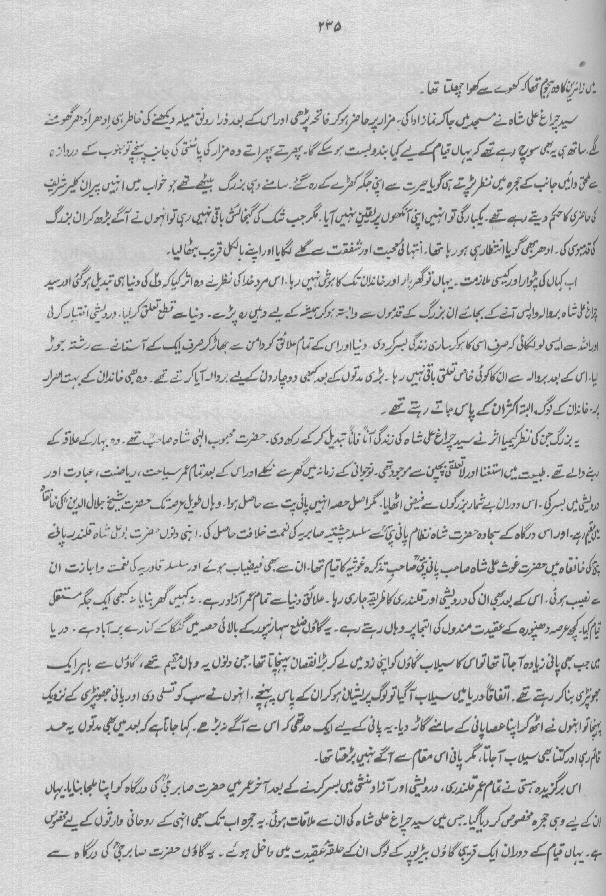 ۲۳۵
میں زائرین کا وہ ہجوم تھا کہ کھوے سے کھوا چھلتا تھا۔
سید چراغ علی شاہ نے مسجد میں جا کر نماز ادا کی۔ مزار پر حاضر ہو کر فاتحہ پڑھی اور اس کے بعد ذرا رونق میلہ دیکھنے کی خاطر ہی اِدھر اُدھر گھومنے
لگے۔ ساتھ ہی یہ بھی سوچ رہے تھے کہ یہاں قیام کے لیے کیا بندوبست ہو سکے گا۔ پھرتے پھراتے وہ مزار کی پائنتی کی جانب پہنچے تو جنوب کے دروازہ
سے ملحق دائیں جانب کے حجرہ میں نظر پڑتے ہی گویا حیرت سے اپنی جگہ کھڑے کے رہ گئے۔ سامنے وہی بزرگ بیٹھے تھے جو خواب میں انہیں پیران کلیر شریف
کی حاضری کا حکم دیتے رہے تھے۔ یکبارگی تو انہیں اپنی آنکھوں پر یقین نہیں آیا۔ مگر جب شک کی گنجائش باقی نہیں رہی تو انہوں نے آگے بڑھ کر ان بزرگ
کی قدمبوسی کی۔ اُدھر بھی گویا انتظار ہی ہو رہا تھا۔ انتہائی محبت اور شفقت سے گلے لگایا اور اپنے بالکل قریب بیٹھا لیا۔
اب کہاں کی پٹوار اور کیسی ملازمت۔ یہاں تو گھر بار اور خاندان تک کا ہوش نہیں رہا۔ اس مرد خدا کی نظر نے وہ اثر کیا کہ دل کی دنیا ہی تبدیل ہو گئی اور سید
چراغ علی شاہ بروالہ واپس آنے کے بجائے ان بزرگ کے قدموں سے وابستہ ہو کر ہمیشہ کے لیے وہیں رہ پڑے۔ دنیا سے قطع تعلق کر لیا۔ درویشی اختیار کر لی
اور اللہ سے ایسی لو لگائی کہ صرف اسی کا ہو کر ساری زندگی بسر کر دی۔ دنیا اور اس کے تمام علائق کو دامن سے جھاڑ کر صرف ایک کے آستانے سے رشتہ جوڑ
لیا۔ اس کے بعد بروالہ سے ان کا کوئی خاص تعلق باقی نہیں رہا۔ بڑی مدتوں کے بعد کبھی دو چار دن کے لیے بروالہ آیا کرتے تھے۔ وہ بھی خاندان کے بہت اصرار
پر۔ خاندان کے لوگ البتہ اکثر ان کے پاس جاتے رہتے تھے۔
یہ بزرگ جن کی نظر کیمیا اثر نے سید چراغ علی شاہ کی زندگی آناً فاناً تبدیل کر کے رکھ دی۔ حضرت محبوب الٰہی شاہ صاحب تھے۔ وہ بہار کے علاقہ کے
رہنے والے تھے۔ طبیعت میں استغنا اور لا تعلقی بچپن سے موجود تھی۔ نوجوانی کے زمانہ میں گھر سے نکلے اور اس کے بعد تمام عمر سیاحت، ریاضت، عبادت اور
درویشی میں بسر کی۔ اس دوران بے شمار بزرگوں سے فیض اٹھایا۔ مگر اصل حصہ انہیں پانی پت سے حاصل ہوا۔ وہاں طویل عرصہ تک حضرت شیخ جلال الدین کی خانقاہ
میں مقیم رہے۔ اور اس درگاہ کے سجادہ حضرت شاہ نظام پانی پتی سے سلسلہ چشتیہ صابریہ کی نعمت خلافت حاصل کی۔ انہی دنوں حضرت بوعلی شاہ قلندر پانی
پتی کی خانقاہ میں حضرت غوث علی شاہ صاحب پانی پتی صاحب تذکرہ غوثیہ کا قیام تھا۔ ان سے بھی فیضیاب ہوئے اور سلسلہ قادریہ کی نعمت و اجازت ان
سے نصیب ہوئی۔ اس کے بعد بھی ان کی درویشی اور قلندری کا طریقہ جاری رہا۔ علائق دنیا سے تمام عمر آزاد رہے۔ نہ کہیں گھر بنایا نہ کبھی ایک جگہ مستقل
قیام کیا۔ کچھ عرصہ کے عقیدت مندوں کی التجا پر وہاں رہتے رہے۔ یہ گاؤں ضلع سہارنپور کے بالائی حصہ میں گنگا کے کنارے پر آباد ہے۔ دریا
میں جب بھی پانی زیادہ آ جاتا تھا تو اس کا سیلاب گاؤں کو اپنی زد میں لے کر بڑا نقصان پہنچاتا تھا۔ جن دنوں یہ وہاں مقیم تھے، گاؤں سے باہر ایک
جھونپڑی بنا کر رہتے تھے۔ اتفاقاً دریا میں سیلاب آ گیا تو لوگ پریشان ہو کر ان کے پاس پہنچے، انہوں نے سب کو تسلی دی اور پانی جھونپڑی کے نزدیک
پہنچا تو انہوں نے اٹھ کر اپنا عصا پانی کے سامنے گاڑ دیا۔ یہ پانی کے لیے ایک حد تھی کہ اس سے آگے نہ بڑھے۔ کہا جاتا ہے کہ بعد میں بھی مدتوں یہ حد
قائم رہی اور کتنا بھی سیلاب آ جاتا، مگر پانی اس مقام سے آگے نہیں بڑھتا تھا۔
اس برگزیدہ ہستی نے تمام عمر قلندری، درویشی اور آزاد منشی میں بسر کرنے کے بعد آخر عمر میں حضرت صابر کی درگاہ کو اپنا ملجا بنایا۔ یہاں
ان کے لیے وہی حجرہ مخصوص کر دیا گیا۔ جس میں سید چراغ علی شاہ کی ان سے ملاقات ہوئی۔ یہ حجرہ اب تک بھی انہی کے روحانی وارثوں کے لیے مخصوص
ہے۔ یہاں قیام کے دوران ایک قریبی گاؤں کے لوگ ان کے حلقۂ عقیدت میں داخل ہوئے۔ یہ گاؤں حضرت صابر کی درگاہ سے